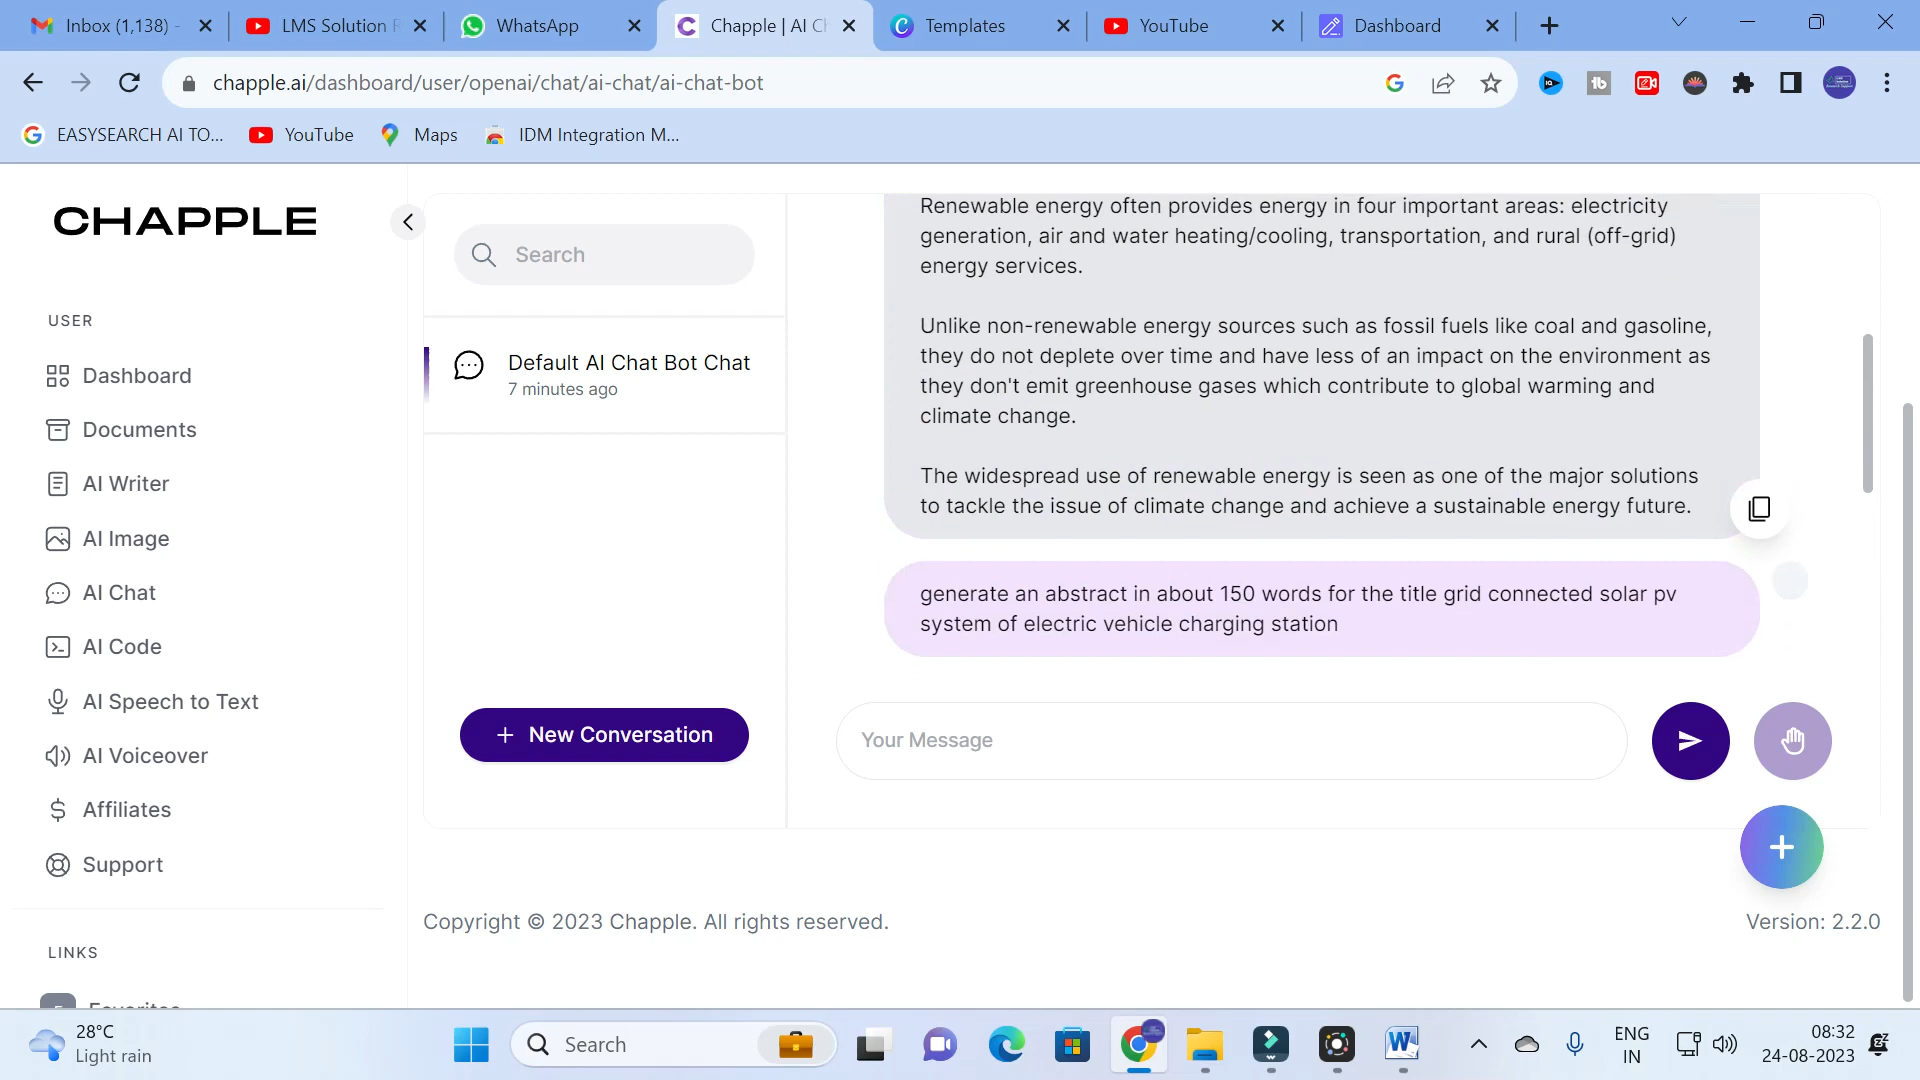 Inbox (1,138) -
LMS Solution
WhatsApp
Chapple | AI Ch
Templates
YouTube
Dashboard
chapple.ai/dashboard/user/openai/chat/ai-chat/ai-chat-bot
EASYSEARCH AI TO...
YouTube
Maps
IDM Integration M...
CHAPPLE
USER
Dashboard
Documents
AI Writer
AI Image
AI Chat
AI Code
AI Speech to Text
AI Voiceover
Affiliates
Support
LINKS
Search
Default AI Chat Bot Chat
7 minutes ago
+ New Conversation
Renewable energy often provides energy in four important areas: electricity
generation, air and water heating/cooling, transportation, and rural (off-grid)
energy services.
Unlike non-renewable energy sources such as fossil fuels like coal and gasoline,
they do not deplete over time and have less of an impact on the environment as
they don't emit greenhouse gases which contribute to global warming and
climate change.
The widespread use of renewable energy is seen as one of the major solutions
to tackle the issue of climate change and achieve a sustainable energy future.
generate an abstract in about 150 words for the title grid connected solar pv
system of electric vehicle charging station
Your Message
Copyright © 2023 Chapple. All rights reserved.
Version: 2.2.0
28°C
Light rain
Search
ENG
IN
08:32
24-08-2023